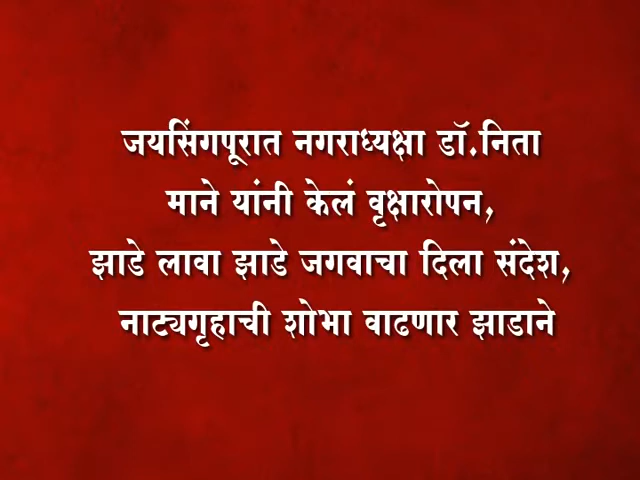 जयसिंगपूरात नगराध्यक्षा डॉ.निता
माने यांनी केलं वृक्षारोपन,
झाडे लावा झाडे जगवाचा दिला संदेश,
नाट्यगृहाची शोभा वाढणार झाडाने